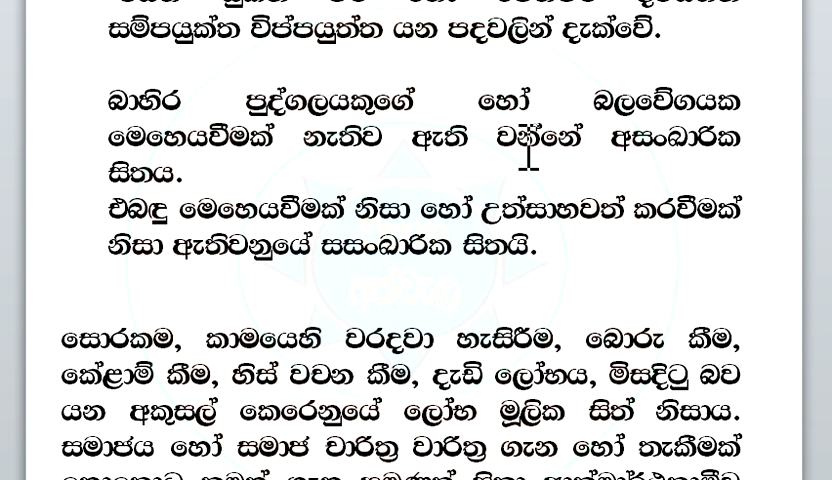 සම්පයුක්ත විප්පයුත්ත යන පදවලින් දැක්වේ.
බාහිර පුද්ගලයකුගේ හෝ බලවේගයක
මෙහෙයවීමක් නැතිව ඇති වන්නේ අසංඛාරික
සිතය.
එබඳු මෙහෙයවීමක් නිසා හෝ උත්සාහවත් කරවීමක්
නිසා ඇතිවනුයේ සසංඛාරික සිතයි.
සොරකම, කාමයෙහි වරදවා හැසිරීම, බොරු කීම,
කේළාම් කීම, හිස් වචන කීම, දැඩි ලෝභය, මිසදිටු බව
යන අකුසල් කෙරෙනුයේ ලෝභ මූලික සිත් නිසාය.
සමාජය හෝ සමාජ චාරිත්‍ර වාරිත්‍ර ගැන හෝ තැකීමක්